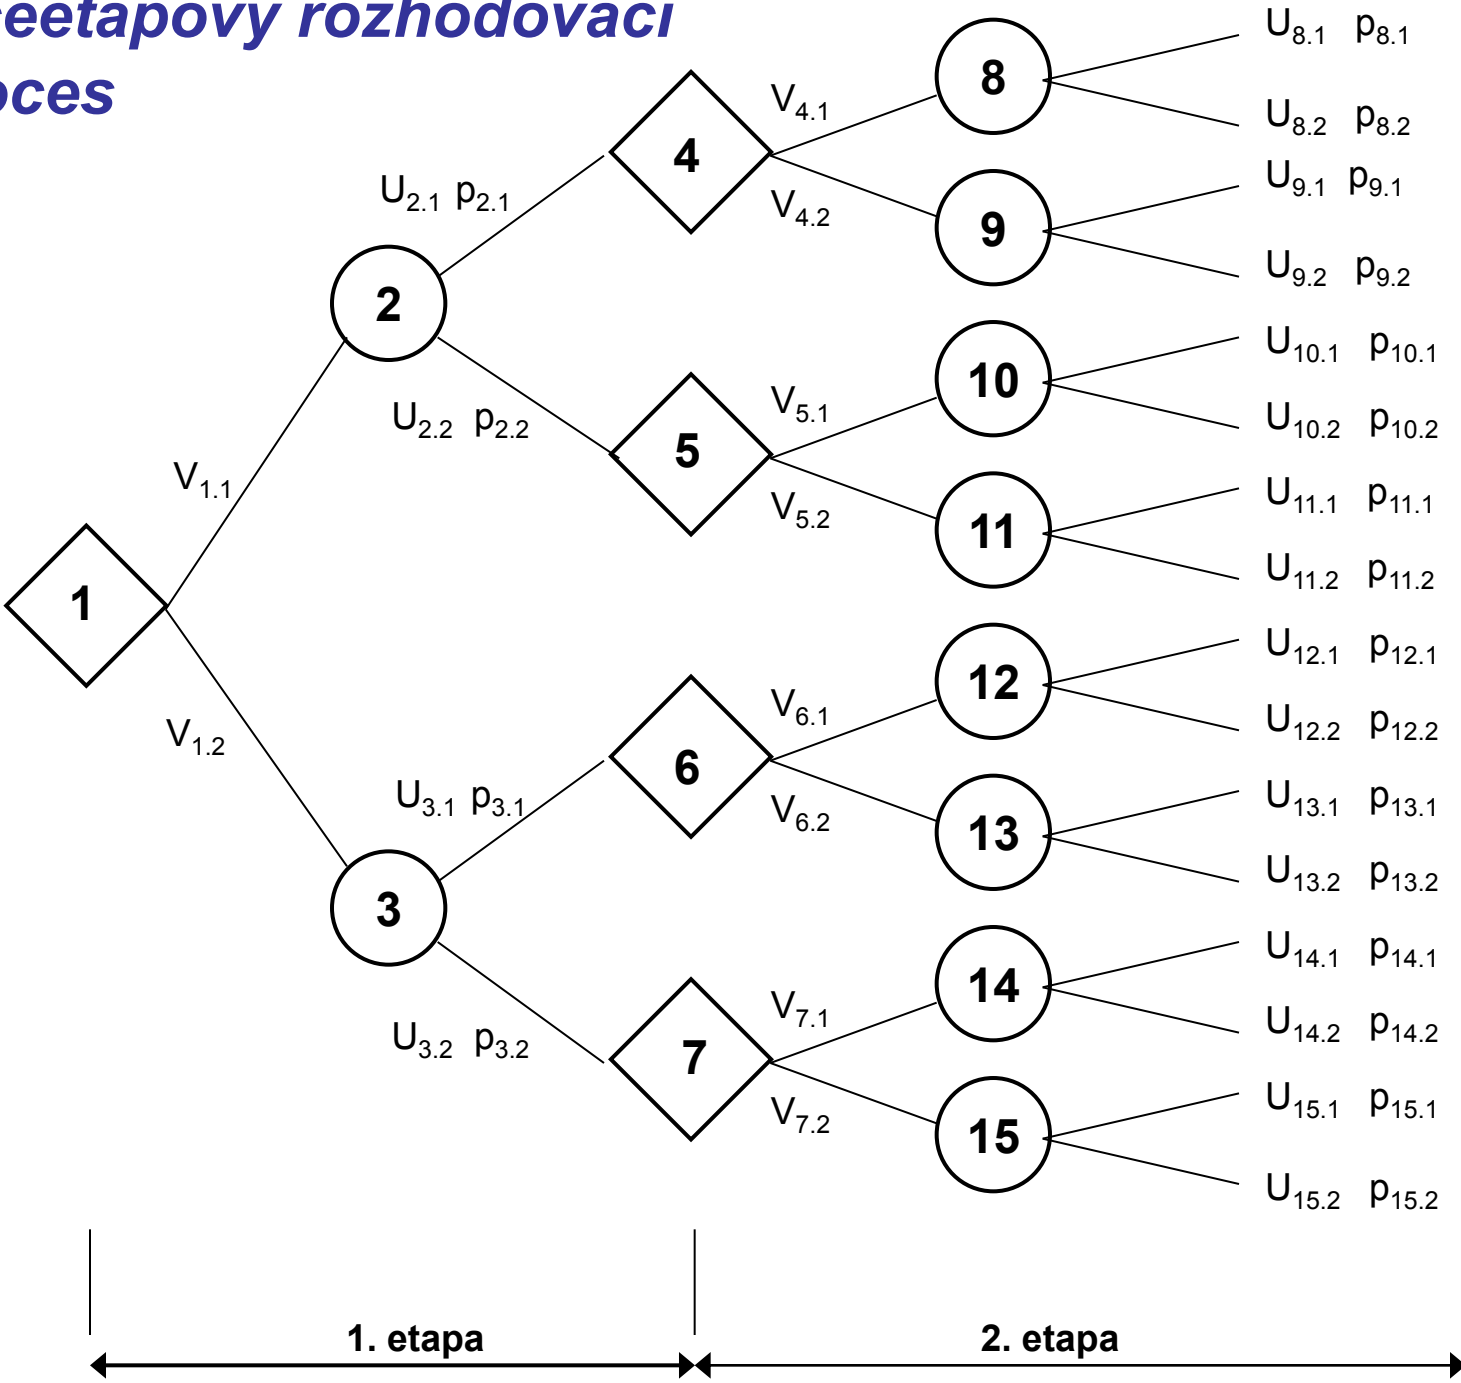 ceetapový rozhodovací
oces
U8.1 p8.1
V4.1 8
4
U8.2 p8.2
U2.1 p2.1
U9.1 p9.1
V4.2 9
U9.2 p9.2
2
U10.1 p10.1
V5.1 10
U2.2 p2.2
U10.2 p10.2
5
V1.1
U11.1 p11.1
V5.2 11
U11.2 p11.2
1
U12.1 p12.1
V6.1 12
V1.2
U12.2 p12.2
6
U3.1 p3.1
U13.1 p13.1
V6.2 13
U13.2 p13.2
3
U14.1 p14.1
V7.1 14
U3.2 p3.2
U14.2 p14.2
7
U15.1 p15.1
V7.2 15
U15.2 p15.2
1. etapa 2. etapa